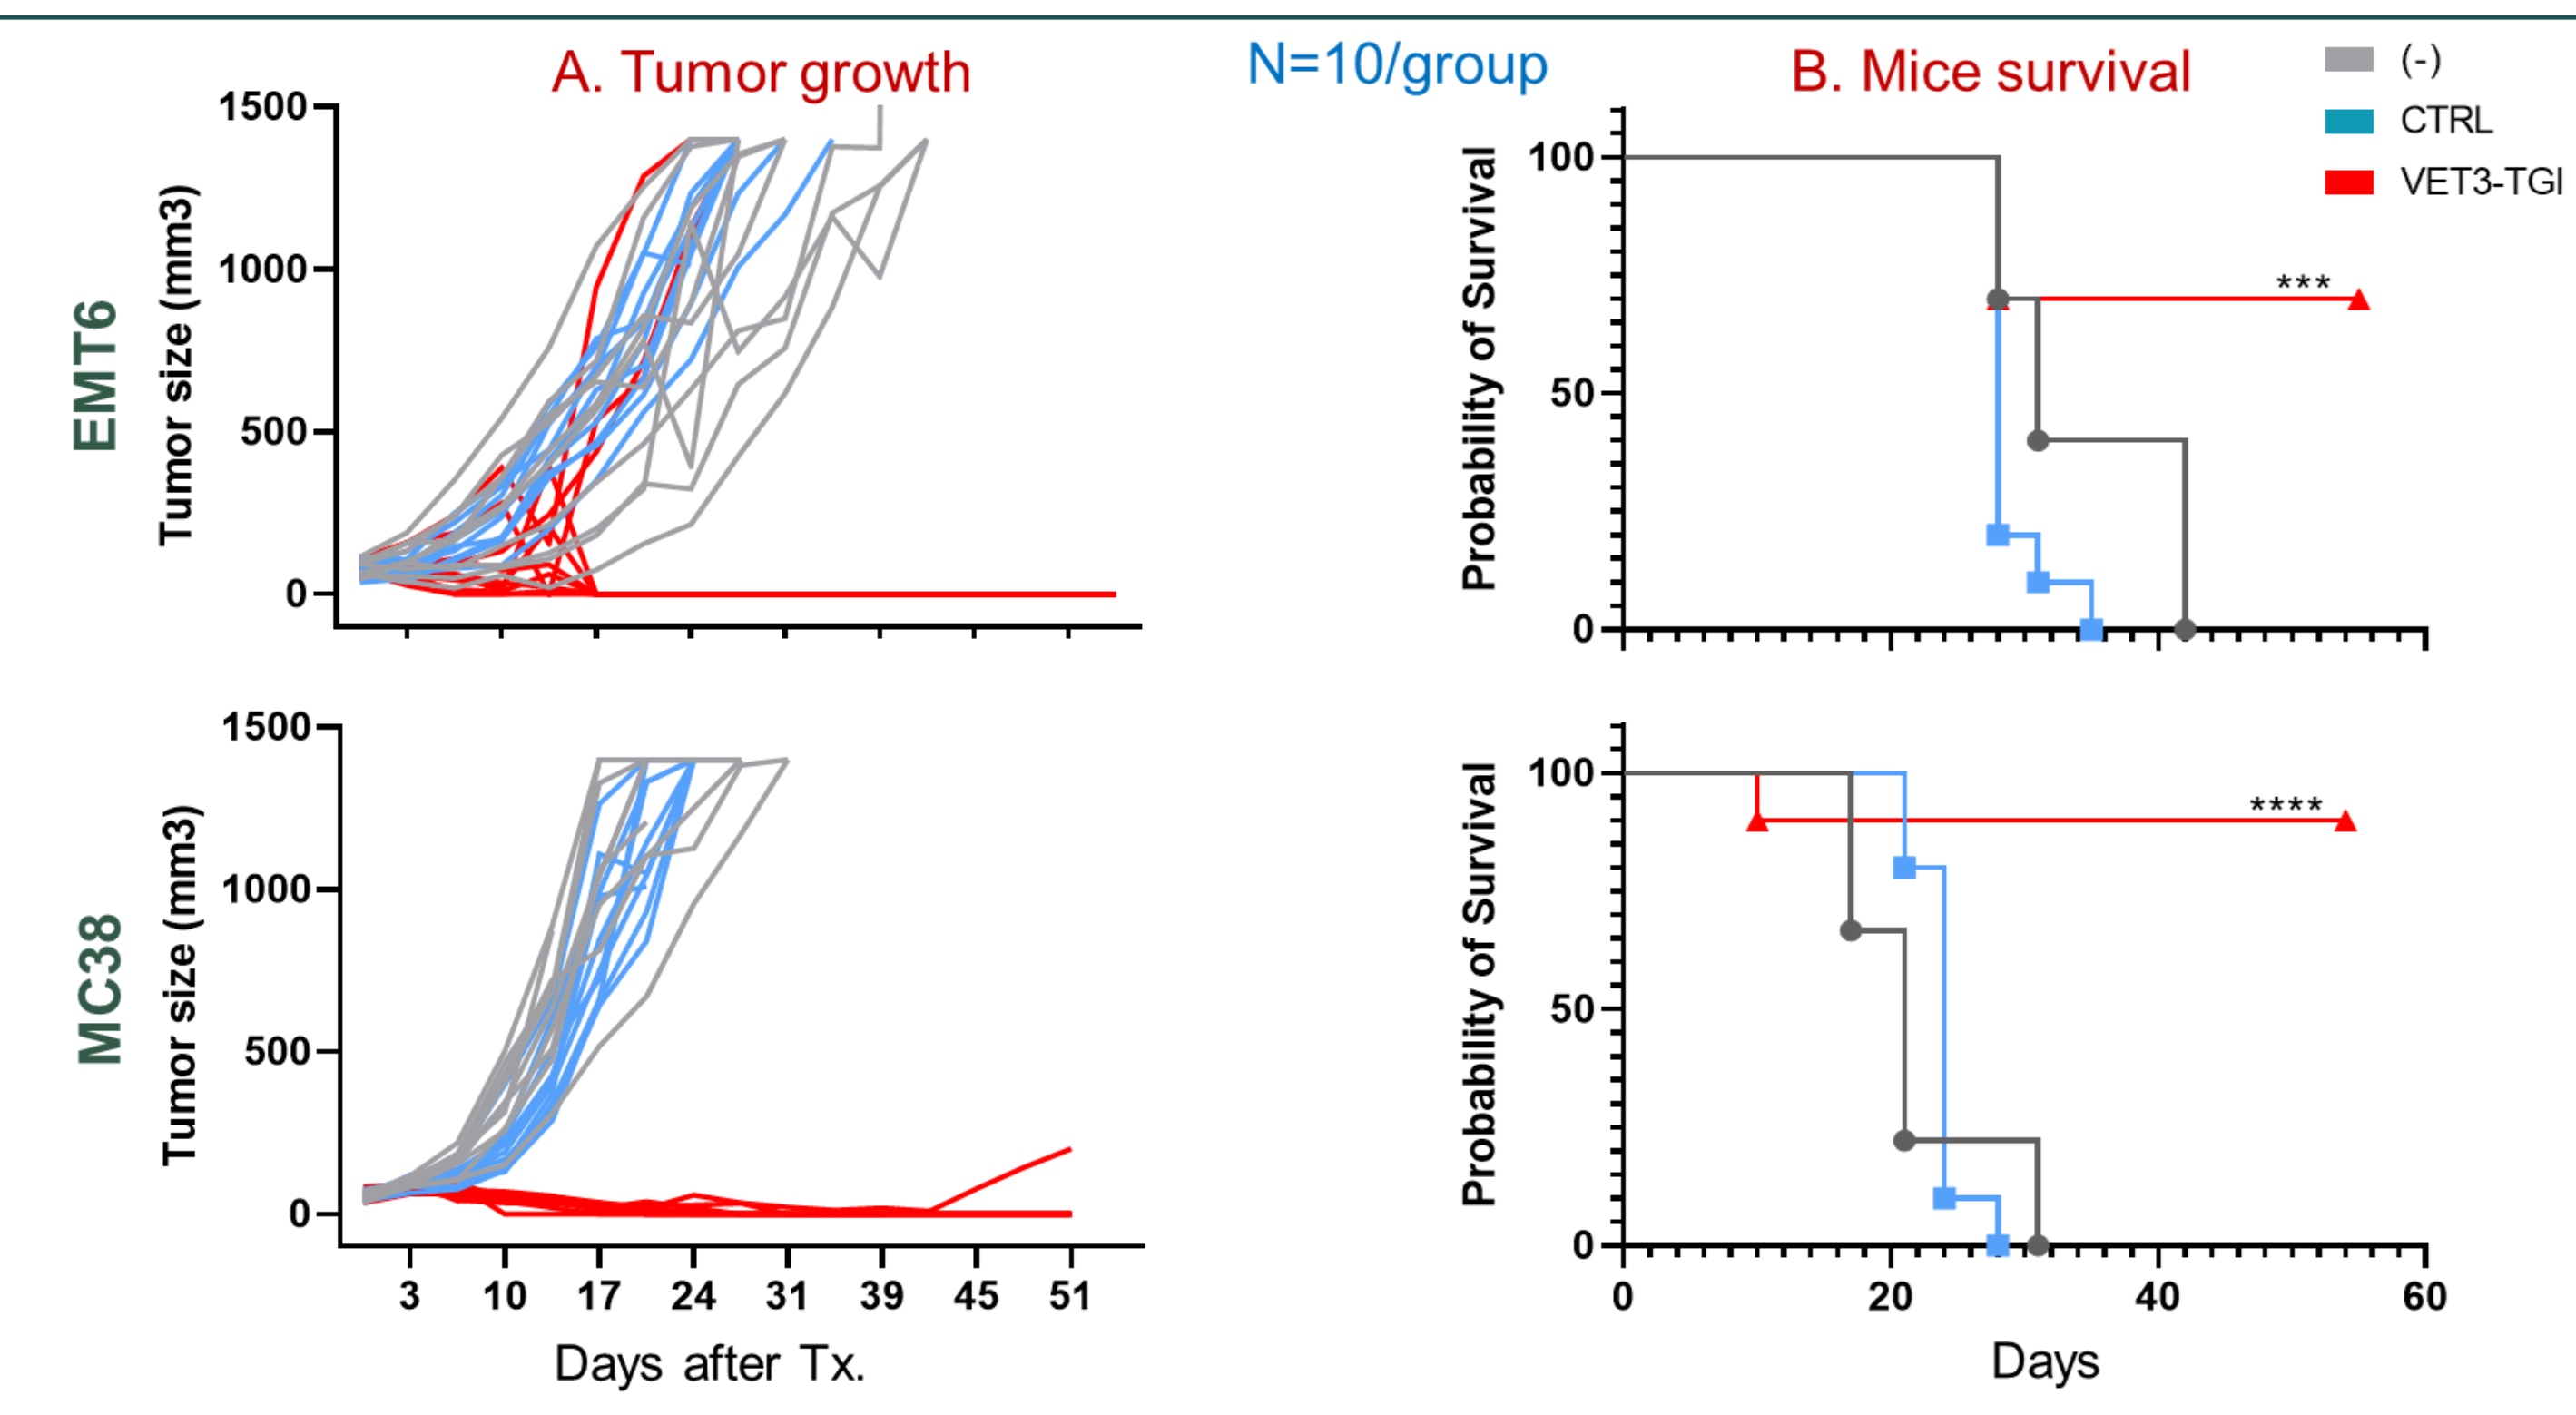 A. Tumor growth
N=10/group
B. Mice survival
(-)
CTRL
VET3-TGI
EMT6
Tumor size (mm3)
1500
1000
500
0
Probability of Survival
100
50
0
***
MC38
Tumor size (mm3)
1500
1000
500
0
3 10 17 24 31 39 45 51
Days after Tx.
Probability of Survival
100
50
0
****
0 20 40 60
Days